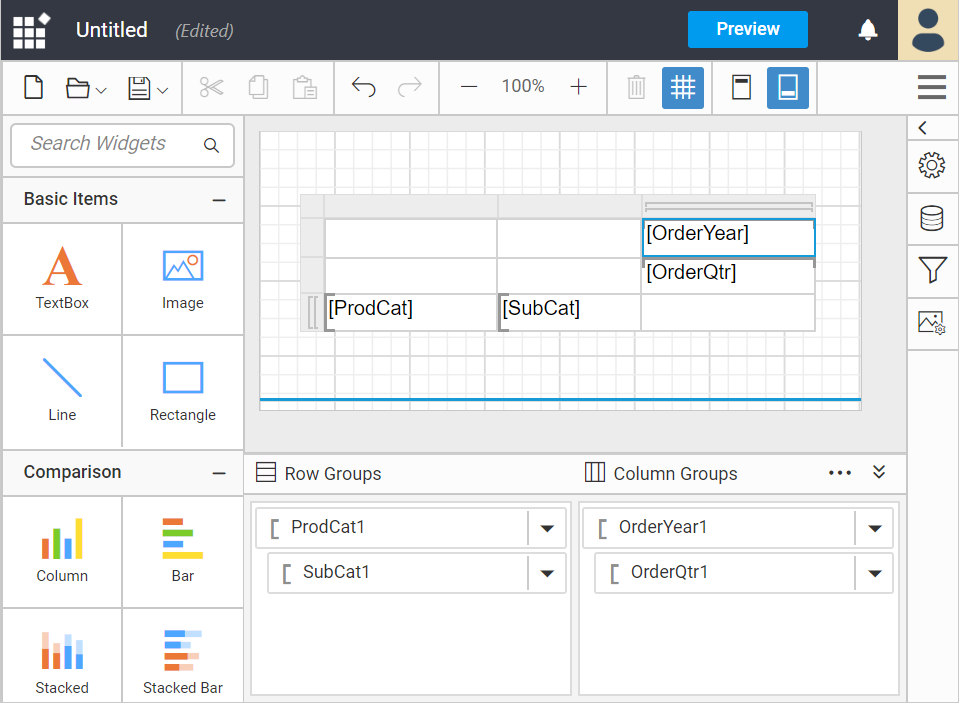 Untitled (Edited) Preview
100%
Search Widgets
Basic Items
TextBox Image
Line Rectangle
Comparison
Column Bar
Stacked Stacked Bar
[OrderYear]
[OrderQtr]
[ProdCat] [SubCat]
Row Groups Column Groups
ProdCat1 OrderYear1
SubCat1 OrderQtr1